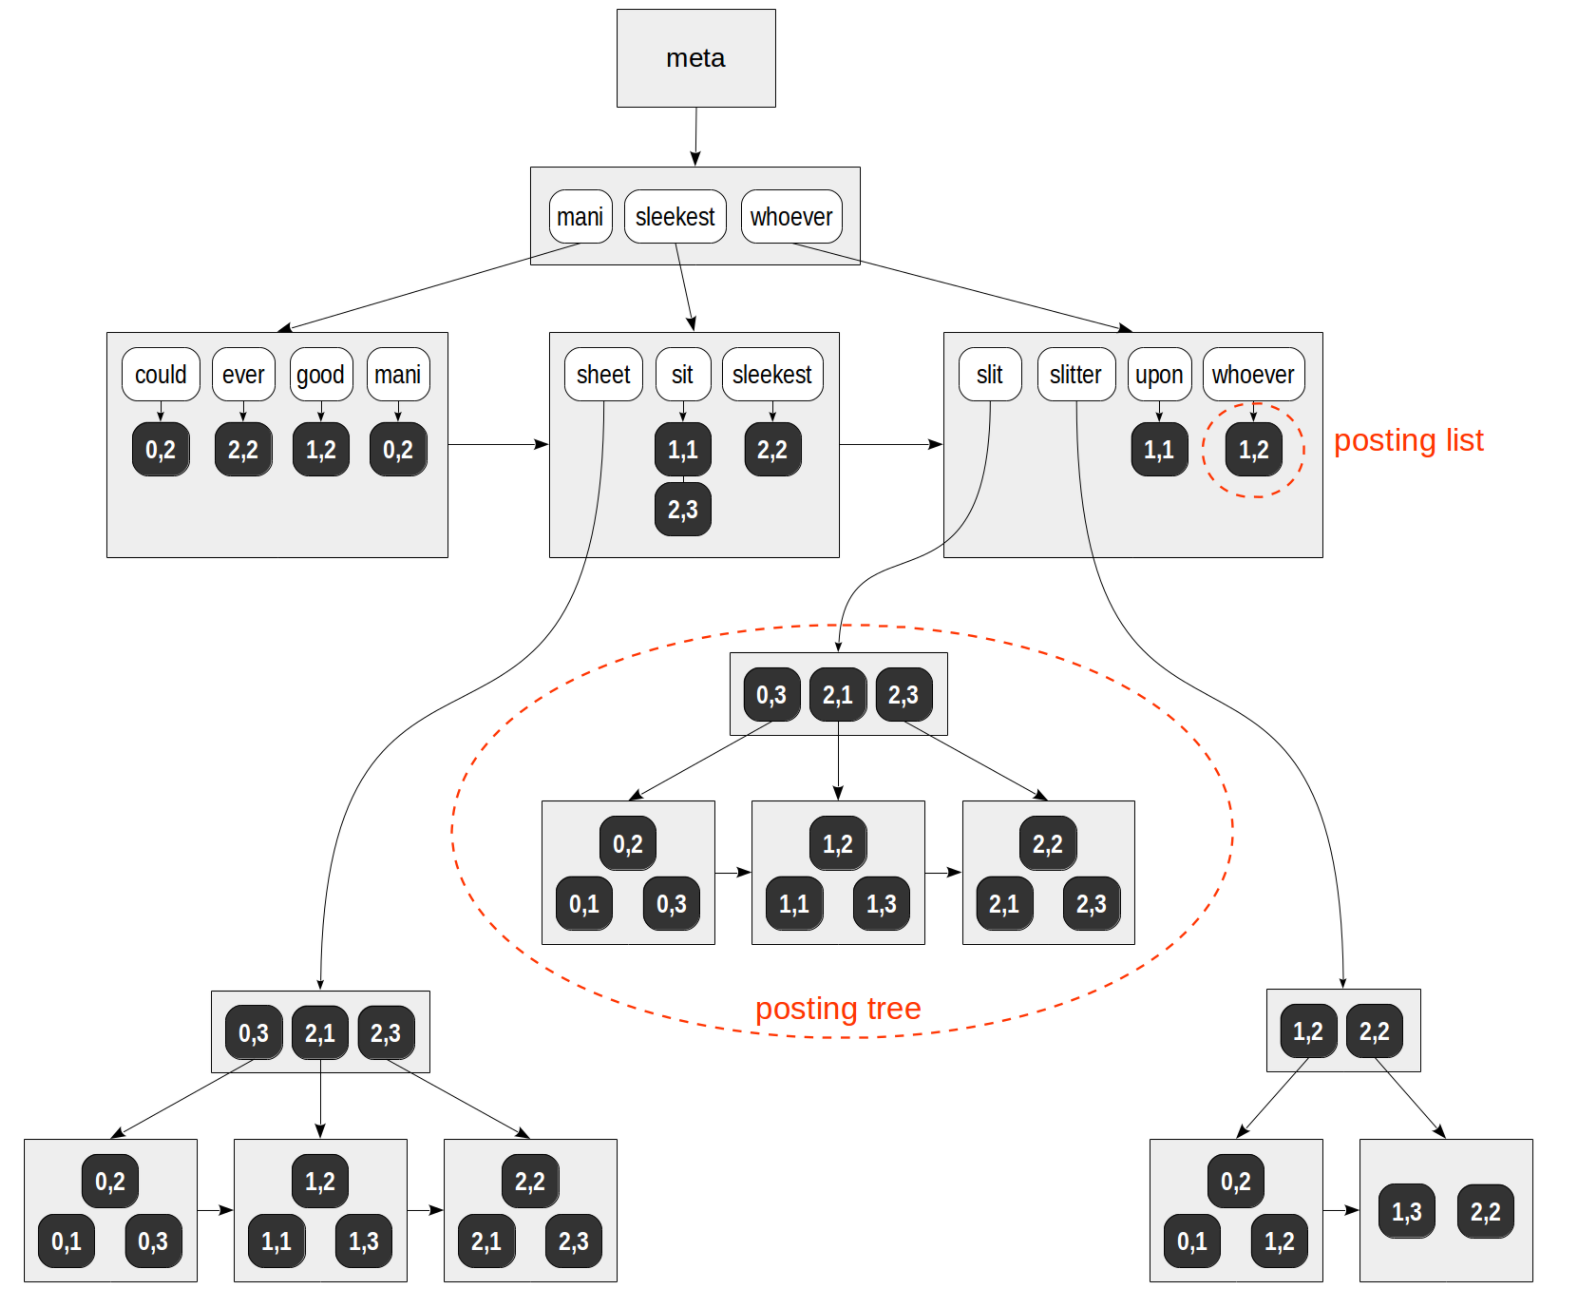 meta
mani sleekest whoever
could ever good mani
0,2 2,2 1,2 0,2
sheet sit sleekest
1,1 2,2
2,3
slit slitter upon whoever
1,1 1,2
posting list
0,3 2,1 2,3
0,2
0,1 0,3
1,2
1,1 1,3
2,2
2,1 2,3
posting tree
0,3 2,1 2,3
0,2
0,1 0,3
1,2
1,1 1,3
2,2
2,1 2,3
1,2 2,2
0,2
0,1 1,2
1,3 2,2